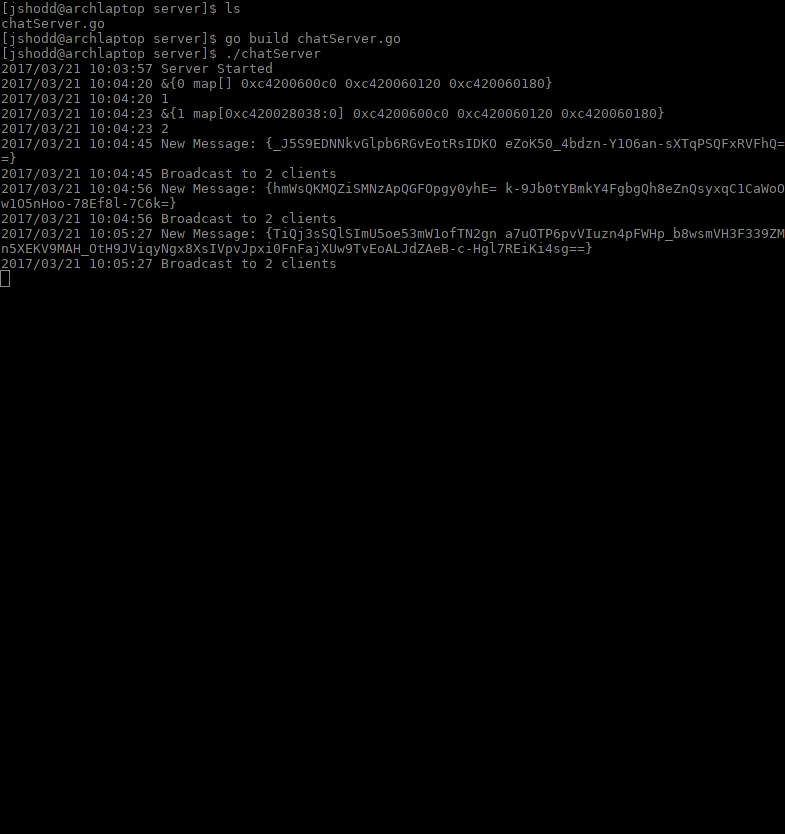 [jshodd@archlaptop server]$ ls
chatServer.go
[jshodd@archlaptop server]$ go build chatServer.go
[jshodd@archlaptop server]$ ./chatServer
2017/03/21 10:03:57 Server Started
2017/03/21 10:04:20 &{0 map[] 0xc4200600c0 0xc420060120 0xc420060180}
2017/03/21 10:04:20 1
2017/03/21 10:04:23 &{1 map[0xc420028038:0] 0xc4200600c0 0xc420060120 0xc420060180}
2017/03/21 10:04:23 2
2017/03/21 10:04:45 New Message: {_J5S9EDNNkvGlpb6RGvEotRsIDKO eZoK50_4bdzn-Y1O6an-sXTqPSQFxRVFhQ=
=}
2017/03/21 10:04:45 Broadcast to 2 clients
2017/03/21 10:04:56 New Message: {hmWsQKMQZiSMNzApQGFOpgy0yhE= k-9Jb0tYBmkY4FgbgQh8eZnQsyxqC1CaWoO
w1O5nHoo-78Ef8l-7C6k=}
2017/03/21 10:04:56 Broadcast to 2 clients
2017/03/21 10:05:27 New Message: {TiQj3sSQlSImU5oe53mW1ofTN2gn a7uOTP6pvVIuzn4pFWHp_b8wsmVH3F339ZM
n5XEKV9MAH_OtH9JViqyNgx8XsIVpvJpxi0FnFajXUw9TvEoALJdZAeB-c-Hgl7REiKi4sg==}
2017/03/21 10:05:27 Broadcast to 2 clients